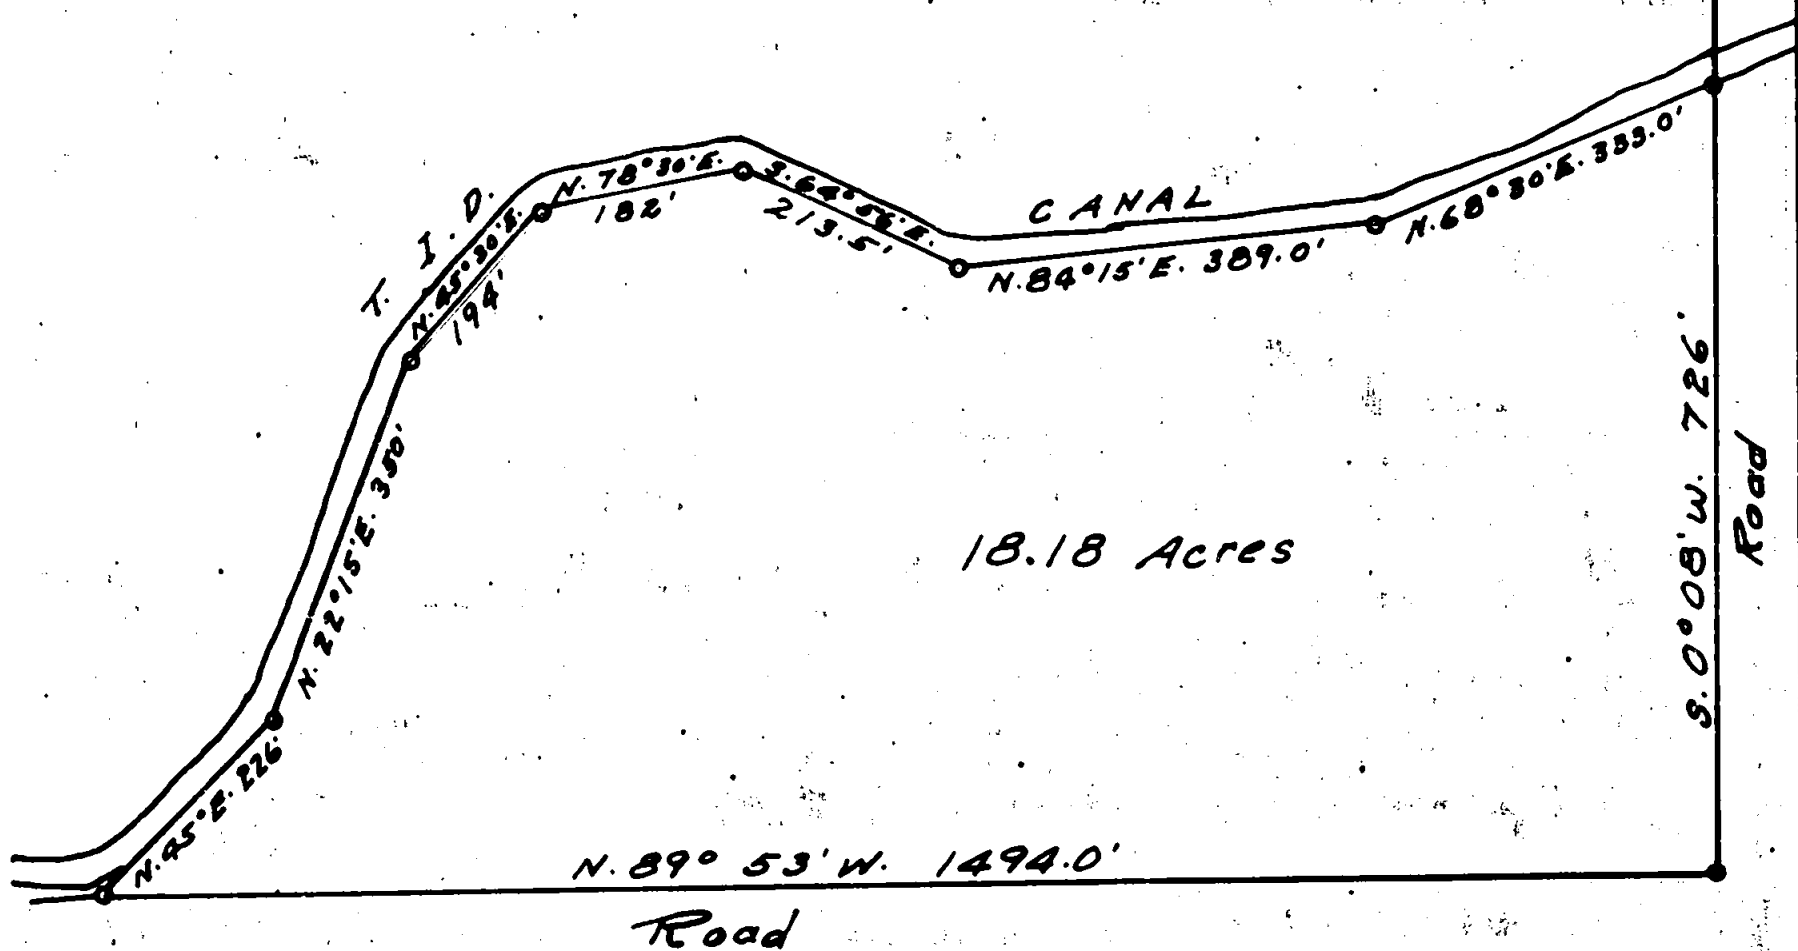 T. I. D. CANAL
N. 45° E. 226'
N. 22° 15' E. 350'
N. 45° 30' E.
194'
N. 78° 30' E.
182'
S. 64° 56' E.
213.5'
N. 84° 15' E. 389.0'
N. 68° 30' E. 333.0'
S. 0° 08' W. 726'
Road
18.18 Acres
N. 89° 53' W. 1494.0'
Road